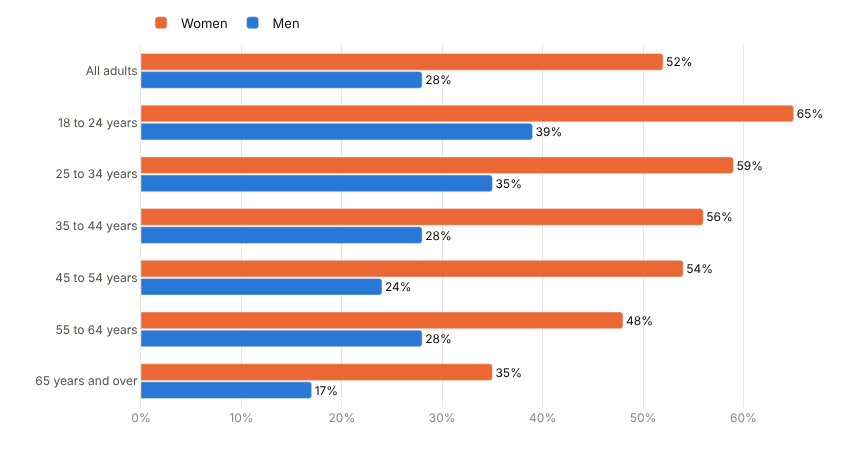 Women Men
All adults 52%
28%
18 to 24 years 65%
39%
25 to 34 years 59%
35%
35 to 44 years 56%
28%
45 to 54 years 54%
24%
55 to 64 years 48%
28%
65 years and over 35%
17%
0% 10% 20% 30% 40% 50% 60%